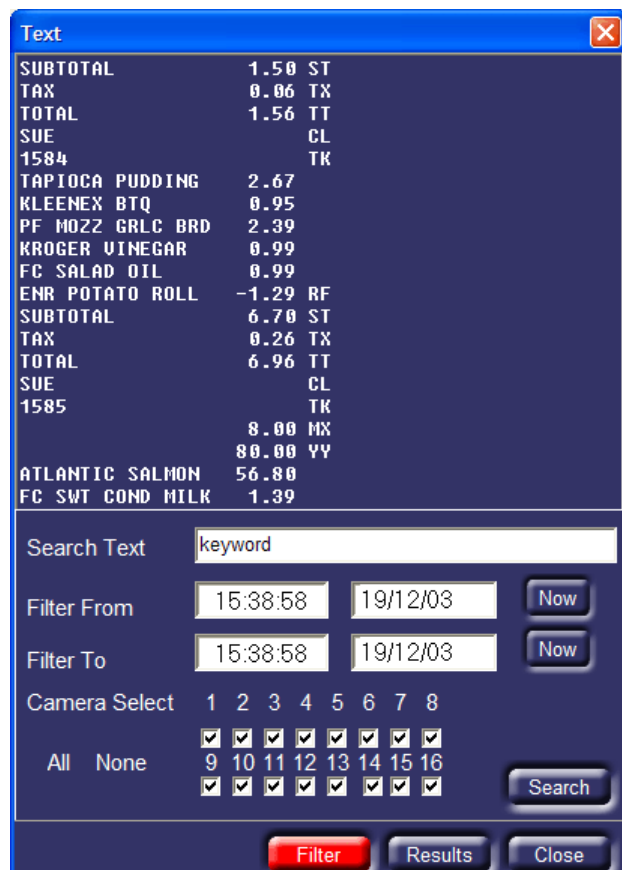 Text
SUBTOTAL 1.50 ST
TAX 0.06 TX
TOTAL 1.56 TT
SUE CL
1584 TK
TAPIOCA PUDDING 2.67
KLEENEX BTQ 0.95
PF MOZZ GRLC BRD 2.39
KROGER VINEGAR 0.99
FC SALAD OIL 0.99
ENR POTATO ROLL -1.29 RF
SUBTOTAL 6.70 ST
TAX 0.26 TX
TOTAL 6.96 TT
SUE CL
1585 TK
8.00 MX
80.00 YY
ATLANTIC SALMON 56.80
FC SWT COND MILK 1.39
Search Text keyword
Filter From 15:38:58 19/12/03 Now
Filter To 15:38:58 19/12/03 Now
Camera Select 1 2 3 4 5 6 7 8
All None 9 10 11 12 13 14 15 16
Search
Filter Results Close